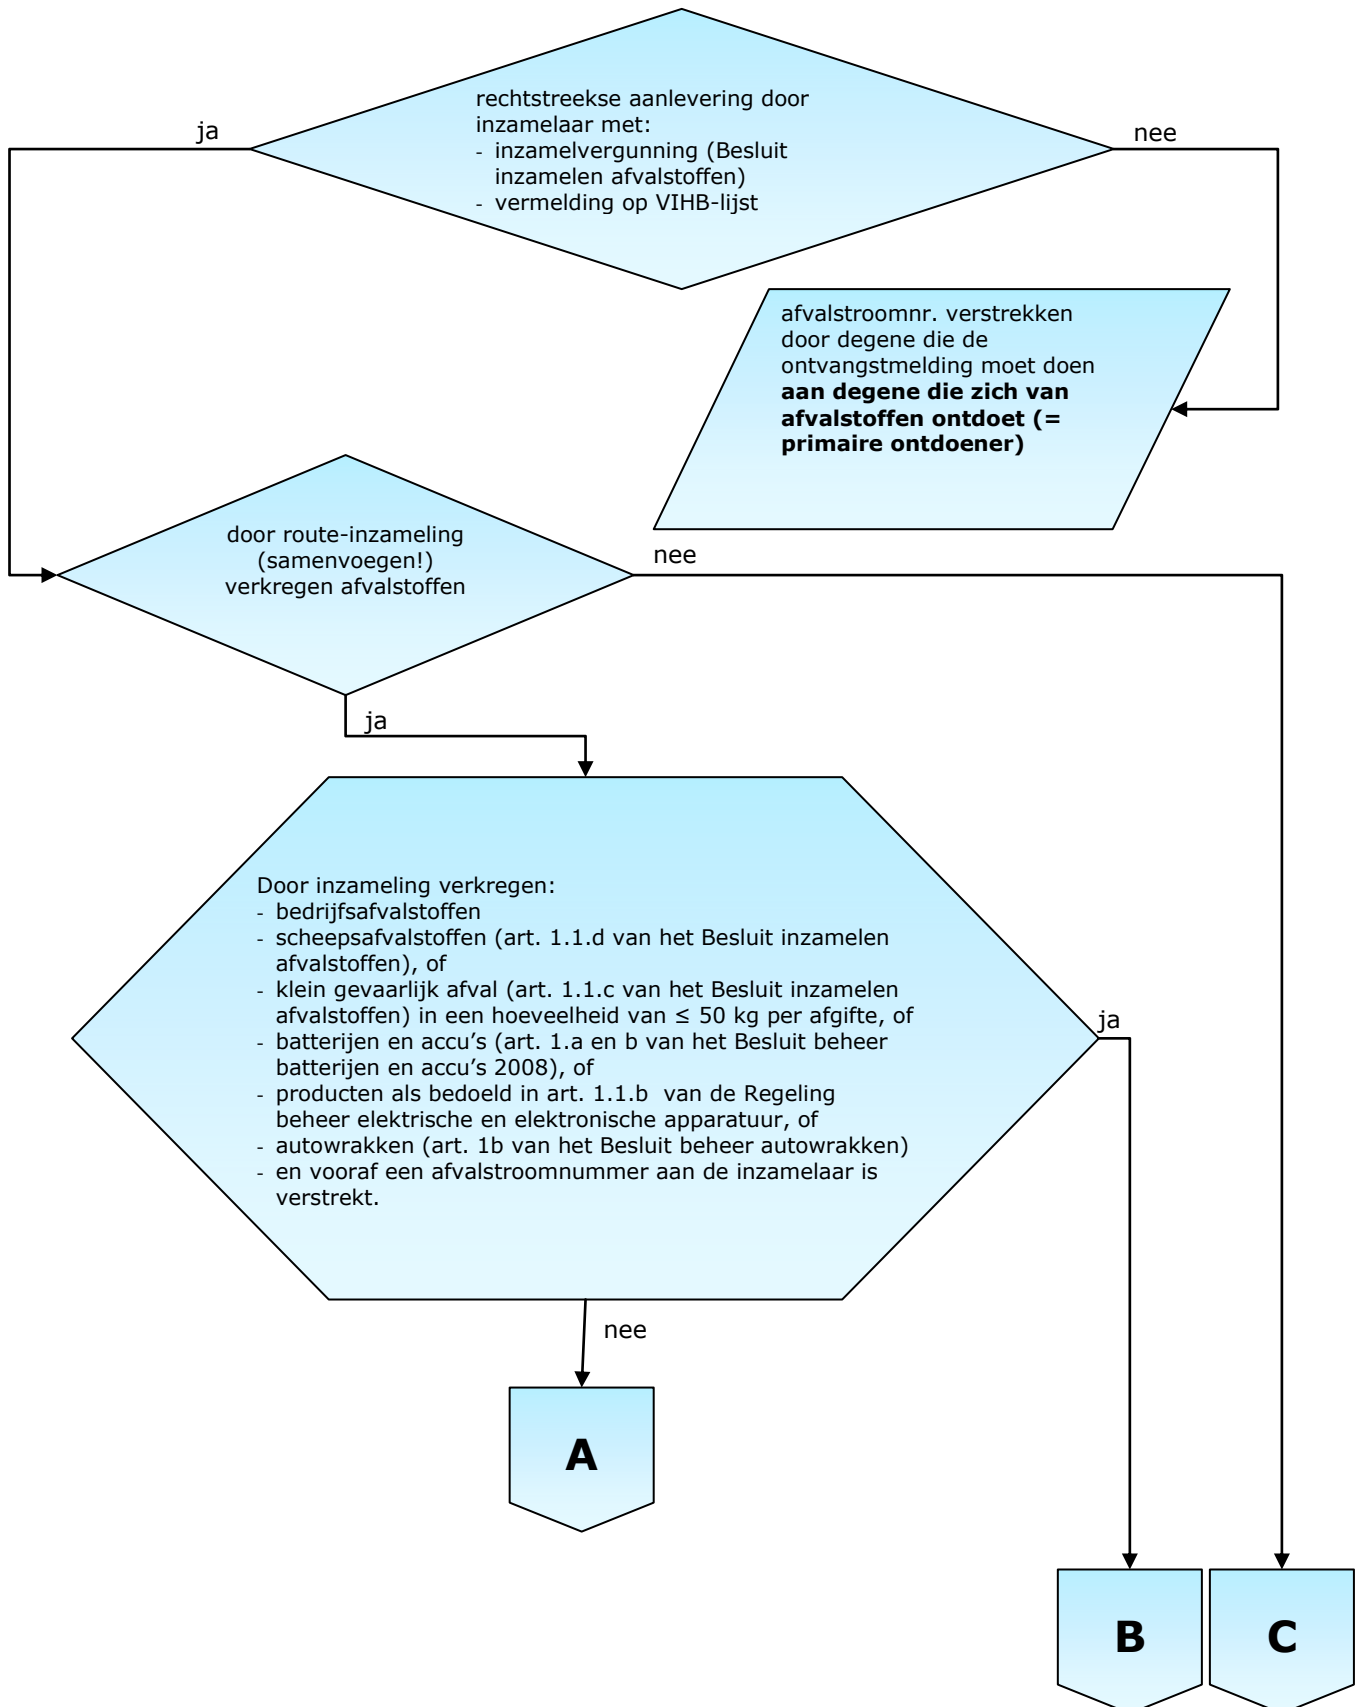 rechtstreekse aanlevering door
inzamelaar met:
- inzamelvergunning (Besluit
inzamelen afvalstoffen)
- vermelding op VIHB-lijst
ja
nee
afvalstroomnr. verstrekken
door degene die de
ontvangstmelding moet doen
aan degene die zich van
afvalstoffen ontdoet (=
primaire ontdoener)
door route-inzameling
(samenvoegen!)
verkregen afvalstoffen
nee
ja
Door inzameling verkregen:
- bedrijfsafvalstoffen
- scheepsafvalstoffen (art. 1.1.d van het Besluit inzamelen
afvalstoffen), of
- klein gevaarlijk afval (art. 1.1.c van het Besluit inzamelen
afvalstoffen) in een hoeveelheid van ≤ 50 kg per afgifte, of
- batterijen en accu's (art. 1.a en b van het Besluit beheer
batterijen en accu's 2008), of
- producten als bedoeld in art. 1.1.b van de Regeling
beheer elektrische en elektronische apparatuur, of
- autowrakken (art. 1b van het Besluit beheer autowrakken)
- en vooraf een afvalstroomnummer aan de inzamelaar is
verstrekt.
ja
nee
A
B
C